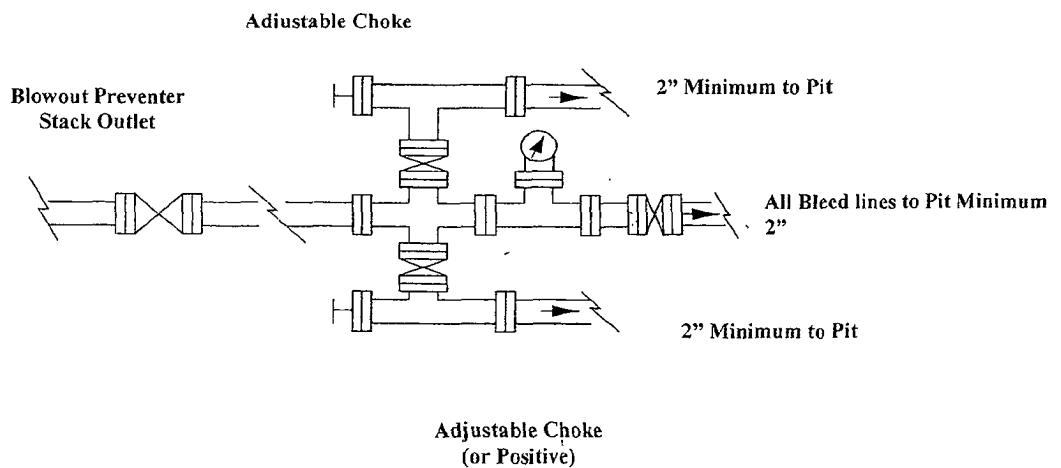 Adjustable Choke
2” Minimum to Pit
Blowout Preventer
Stack Outlet
All Bleed lines to Pit Minimum
2”
2” Minimum to Pit
Adjustable Choke
(or Positive)